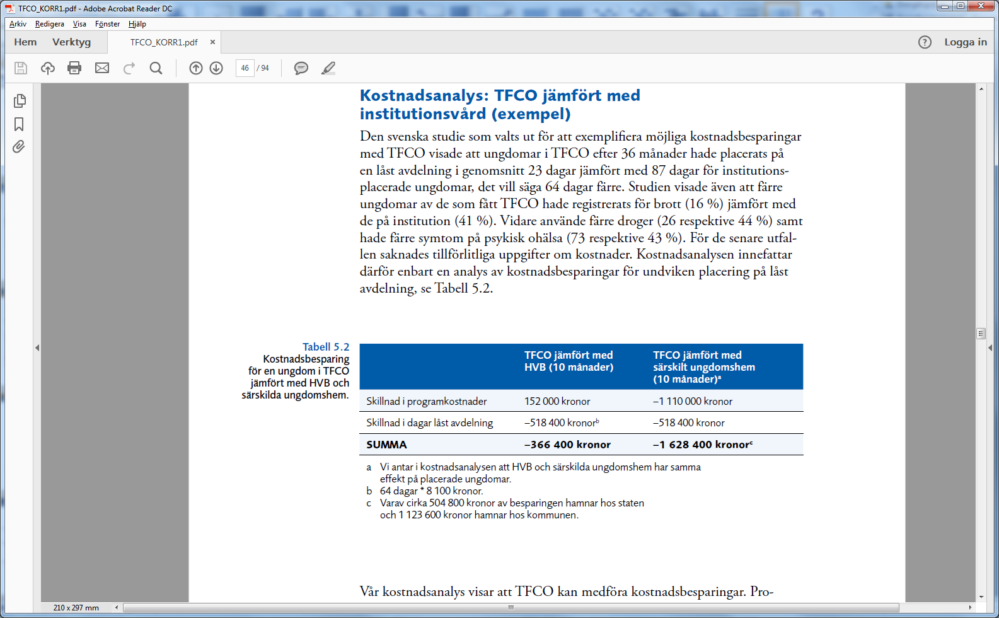 TFCO_KORR1.pdf - Adobe Acrobat Reader DC
Arkiv Redigera Visa Fönster Hjälp
Hem Verktyg TFCO_KORR1.pdf × ? Logga in
46 / 94
Kostnadsanalys: TFCO jämfört med
institutionsvård (exempel)
Den svenska studie som valts ut för att exemplifiera möjliga kostnadsbesparingar
med TFCO visade att ungdomar i TFCO efter 36 månader hade placerats på
en låst avdelning i genomsnitt 23 dagar jämfört med 87 dagar för institutions-
placerade ungdomar, det vill säga 64 dagar färre. Studien visade även att färre
ungdomar av de som fått TFCO hade registrerats för brott (16 %) jämfört med
de på institution (41 %). Vidare använde färre droger (26 respektive 44 %) samt
hade färre symtom på psykisk ohälsa (73 respektive 43 %). För de senare utfal-
len saknades tillförlitliga uppgifter om kostnader. Kostnadsanalysen innefattar
därför enbart en analys av kostnadsbesparingar för undviken placering på låst
avdelning, se Tabell 5.2.
Tabell 5.2
Kostnadsbesparing
för en ungdom i TFCO
jämfört med HVB och
särskilda ungdomshem.
TFCO jämfört med
HVB (10 månader)
TFCO jämfört med
särskilt ungdomshem
(10 månader)a
Skillnad i programkostnader 152 000 kronor –1 110 000 kronor
Skillnad i dagar låst avdelning –518 400 kronorb –518 400 kronor
SUMMA –366 400 kronor –1 628 400 kronorc
a Vi antar i kostnadsanalysen att HVB och särskilda ungdomshem har samma
effekt på placerade ungdomar.
b 64 dagar * 8 100 kronor.
c Varav cirka 504 800 kronor av besparingen hamnar hos staten
och 1 123 600 kronor hamnar hos kommunen.
Vår kostnadsanalys visar att TFCO kan medföra kostnadsbesparingar. Pro-
210 x 297 mm